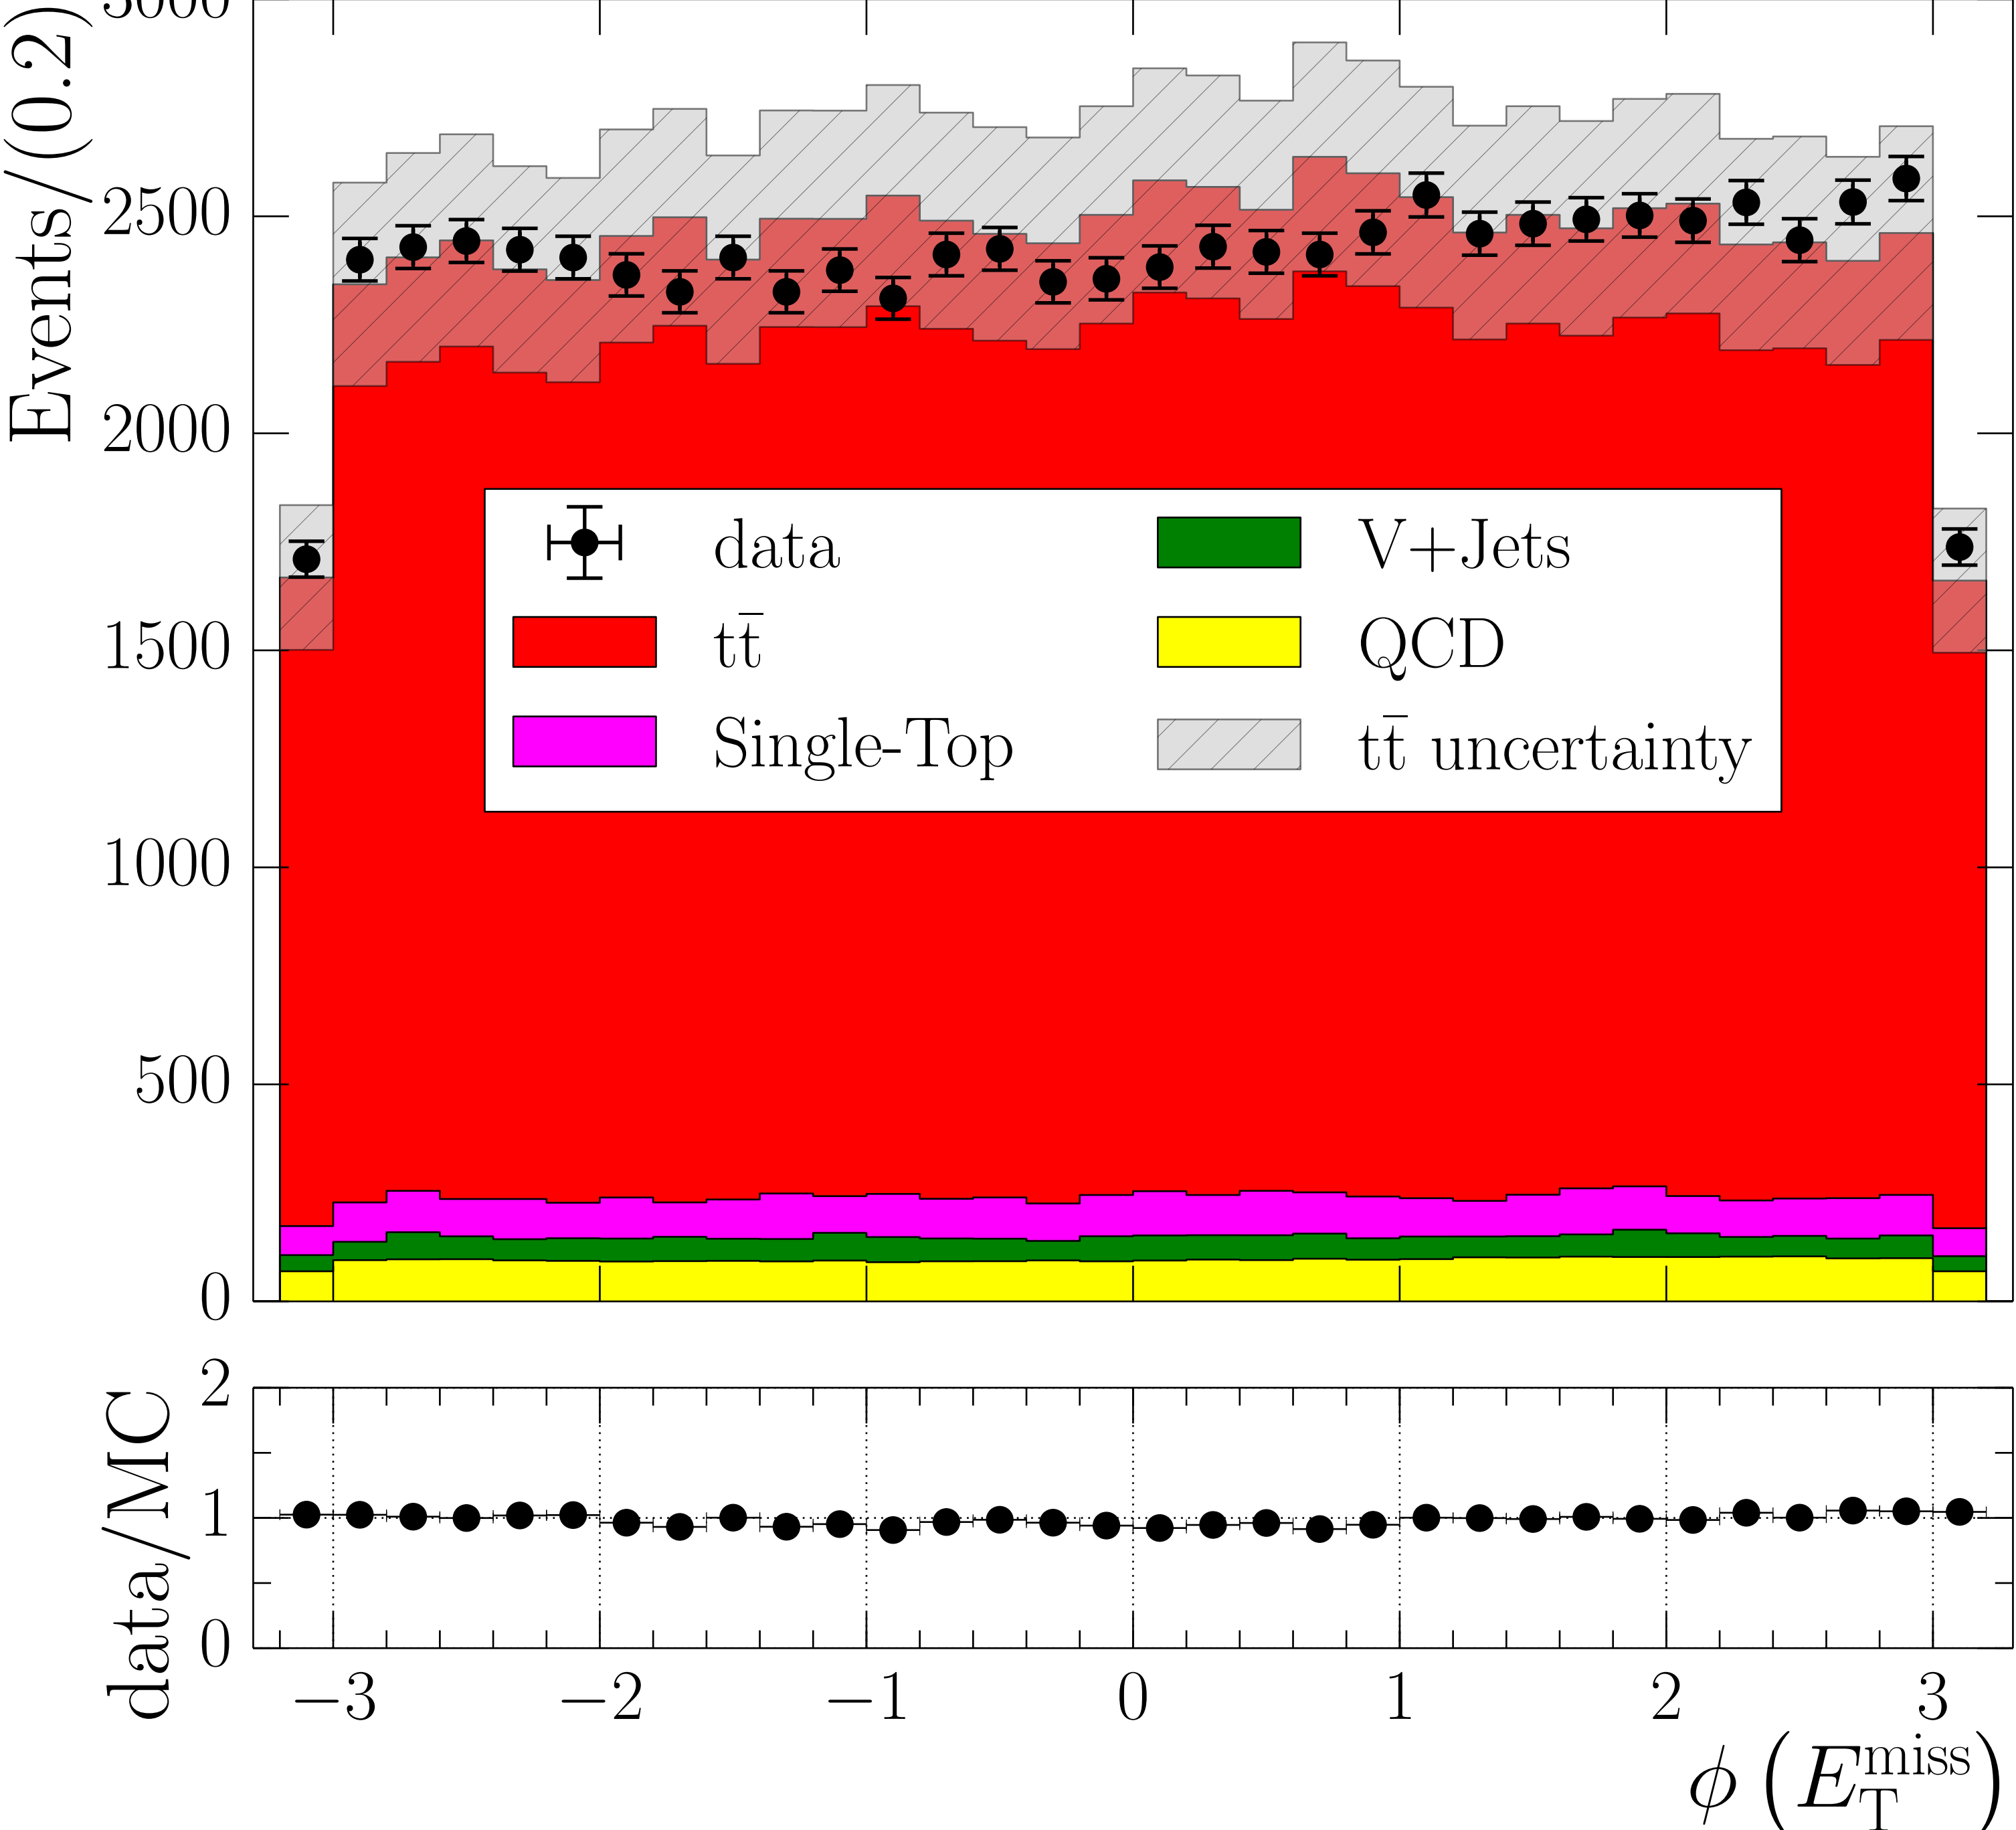 3000
Events/(0.2)
2500
2000
1500
1000
500
0
data
V+Jets
tt̅
QCD
Single-Top
tt̅ uncertainty
data/MC
2
1
0
−3 −2 −1 0 1 2 3
ϕ (E_T^miss)